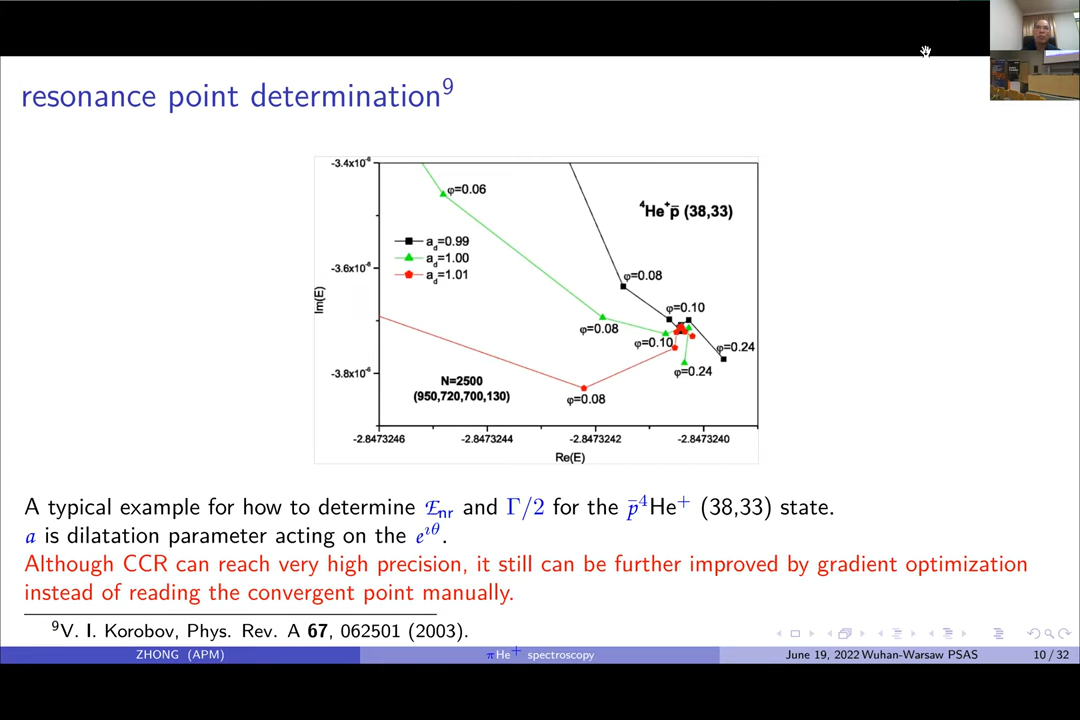 resonance point determination⁹
-3.4x10⁻⁶
-3.6x10⁻⁶
-3.8x10⁻⁶
Im(E)
φ=0.06
⁴He⁺p̄ (38,33)
a_d=0.99
a_d=1.00
a_d=1.01
φ=0.08
φ=0.10
φ=0.08
φ=0.10
φ=0.24
φ=0.24
N=2500
(950,720,700,130)
φ=0.08
-2.8473246 -2.8473244 -2.8473242 -2.8473240
Re(E)
A typical example for how to determine ℰₙᵣ and Γ/2 for the p̄⁴He⁺ (38,33) state.
a is dilatation parameter acting on the e^{ıθ}.
Although CCR can reach very high precision, it still can be further improved by gradient optimization
instead of reading the convergent point manually.
⁹V. I. Korobov, Phys. Rev. A 67, 062501 (2003).
ZHONG (APM) πHe⁺ spectroscopy June 19, 2022 Wuhan-Warsaw PSAS 10 / 32